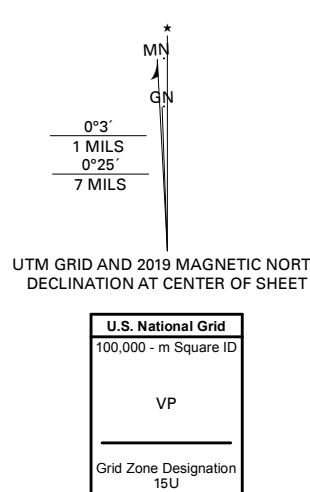 MN
GN
0°3´
1 MILS
0°25´
7 MILS
UTM GRID AND 2019 MAGNETIC NORT
DECLINATION AT CENTER OF SHEET
U.S. National Grid
100,000 - m Square ID
VP
Grid Zone Designation
15U